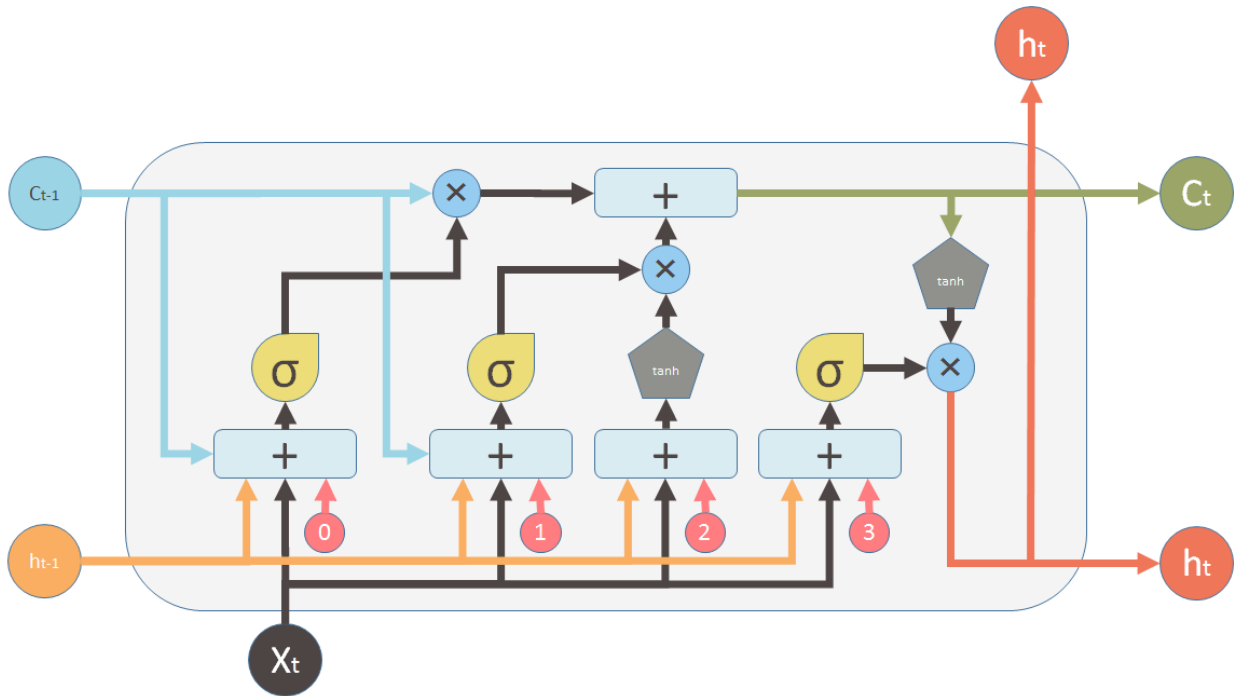 ht
Ct-1
×
+
Ct
×
tanh
σ
σ
tanh
σ
×
+
+
+
+
0
1
2
3
ht-1
ht
Xt